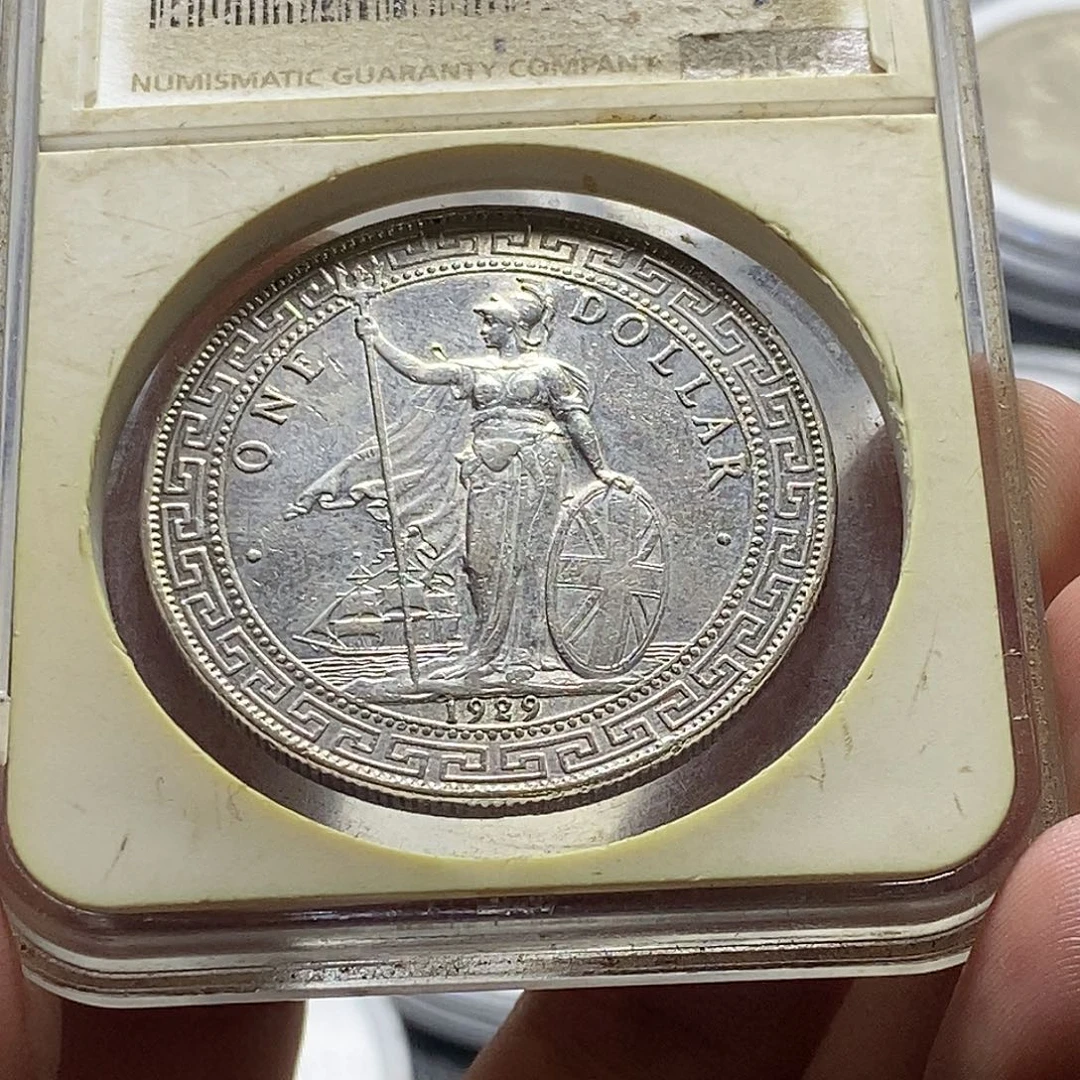 NUMISMATIC GUARANTY COMPANY
ONE DOLLAR
1929